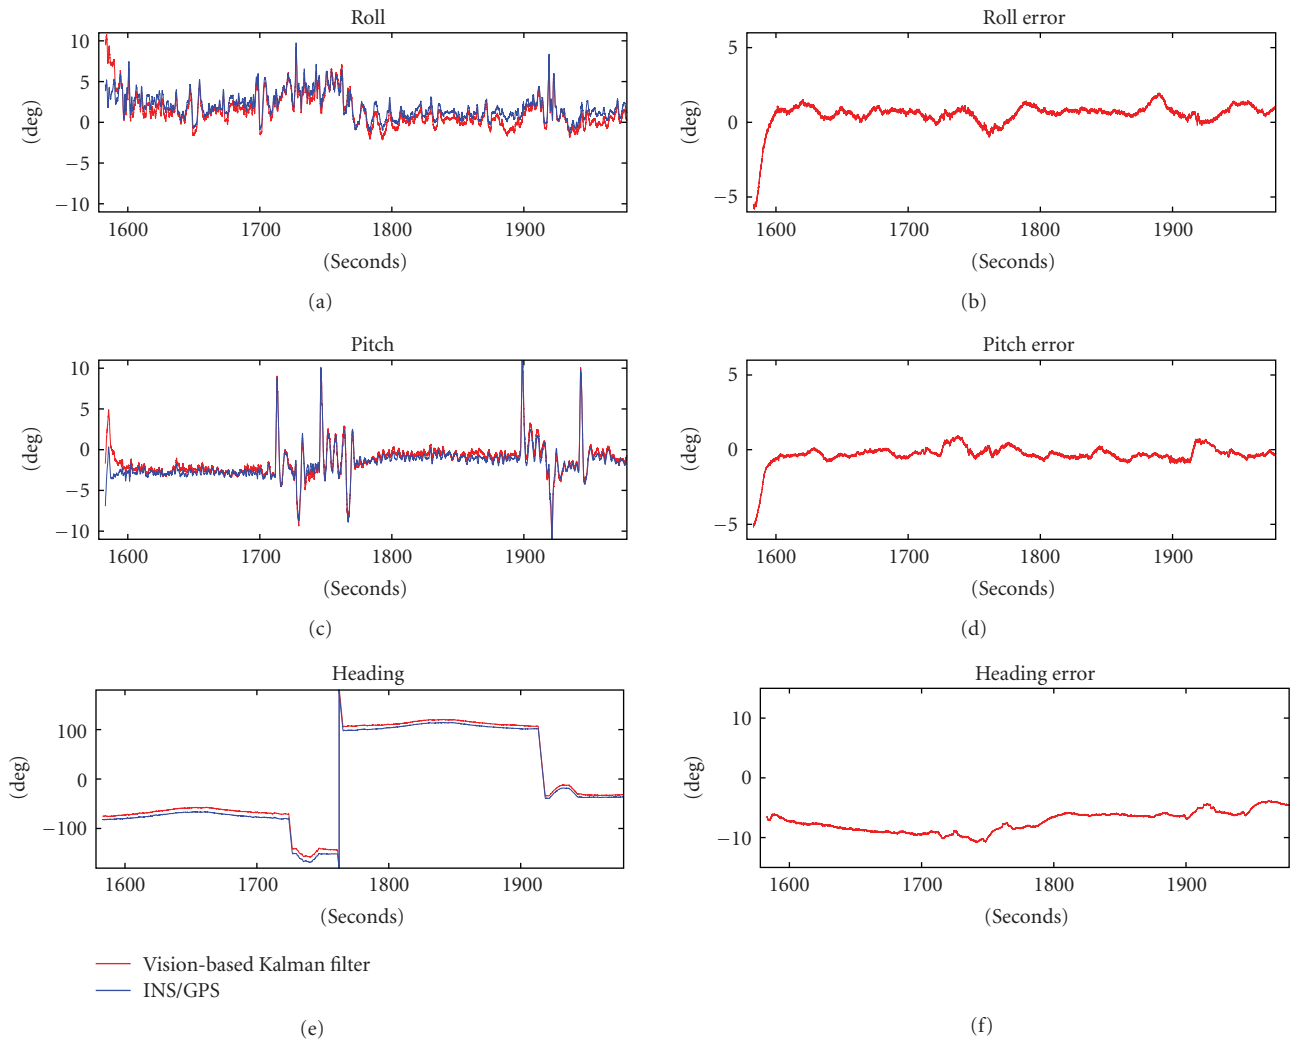 Roll
10
5
0
−5
−10
(deg)
1600 1700 1800 1900
(Seconds)
(a)
Roll error
5
0
−5
(deg)
1600 1700 1800 1900
(Seconds)
(b)
Pitch
10
5
0
−5
−10
(deg)
1600 1700 1800 1900
(Seconds)
(c)
Pitch error
5
0
−5
(deg)
1600 1700 1800 1900
(Seconds)
(d)
Heading
100
0
−100
(deg)
1600 1700 1800 1900
(Seconds)
Vision-based Kalman filter
INS/GPS
(e)
Heading error
10
0
−10
(deg)
1600 1700 1800 1900
(Seconds)
(f)